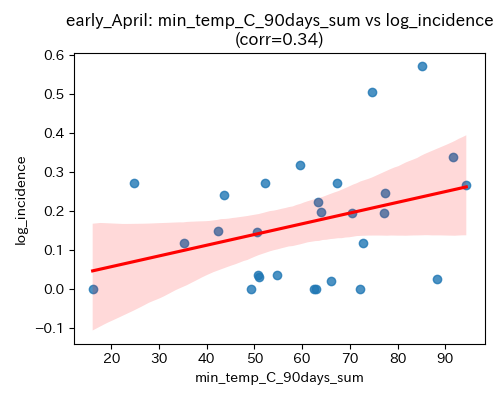 early_April: min_temp_C_90days_sum vs log_incidence
(corr=0.34)
log_incidence
0.6
0.5
0.4
0.3
0.2
0.1
0.0
−0.1
20 30 40 50 60 70 80 90
min_temp_C_90days_sum